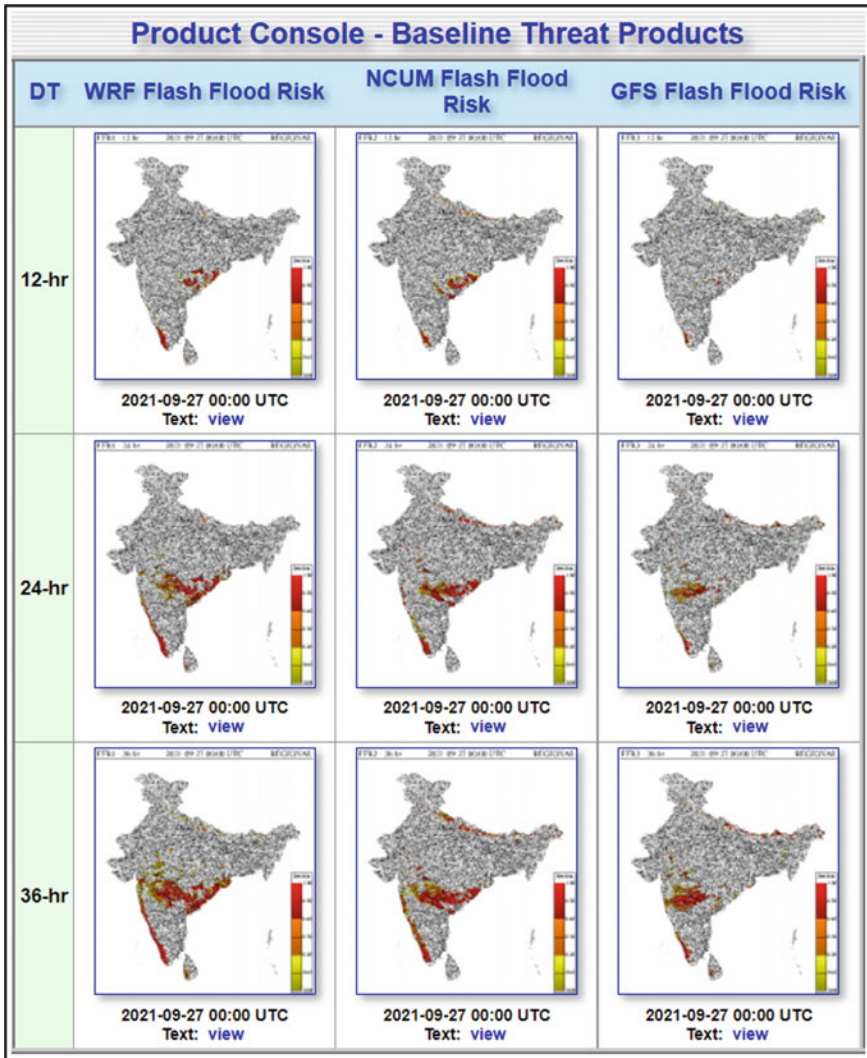 Product Console - Baseline Threat Products
DT WRF Flash Flood Risk NCUM Flash Flood Risk GFS Flash Flood Risk
12-hr
2021-09-27 00:00 UTC 2021-09-27 00:00 UTC 2021-09-27 00:00 UTC
Text: view Text: view Text: view
24-hr
2021-09-27 00:00 UTC 2021-09-27 00:00 UTC 2021-09-27 00:00 UTC
Text: view Text: view Text: view
36-hr
2021-09-27 00:00 UTC 2021-09-27 00:00 UTC 2021-09-27 00:00 UTC
Text: view Text: view Text: view